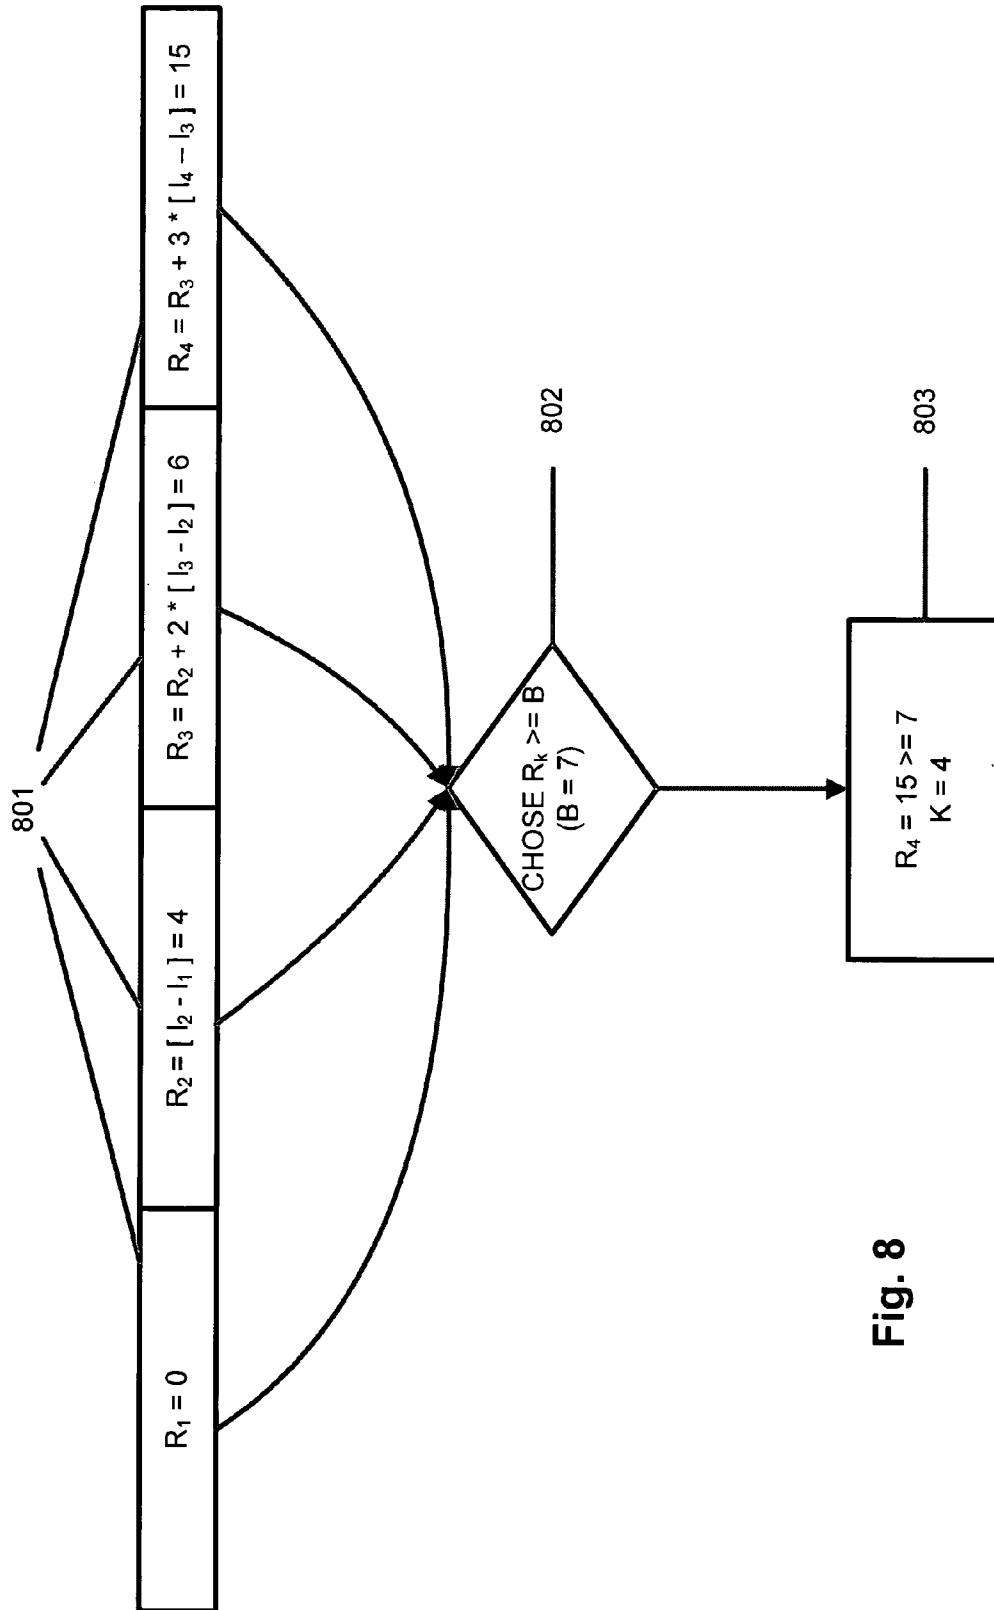 801
R₁ = 0
R₂ = [ I₂ - I₁ ] = 4
R₃ = R₂ + 2 * [ I₃ - I₂ ] = 6
R₄ = R₃ + 3 * [ I₄ – I₃ ] = 15
CHOSE Rₖ >= B
(B = 7)
802
R₄ = 15 >= 7
K = 4
803
Fig. 8